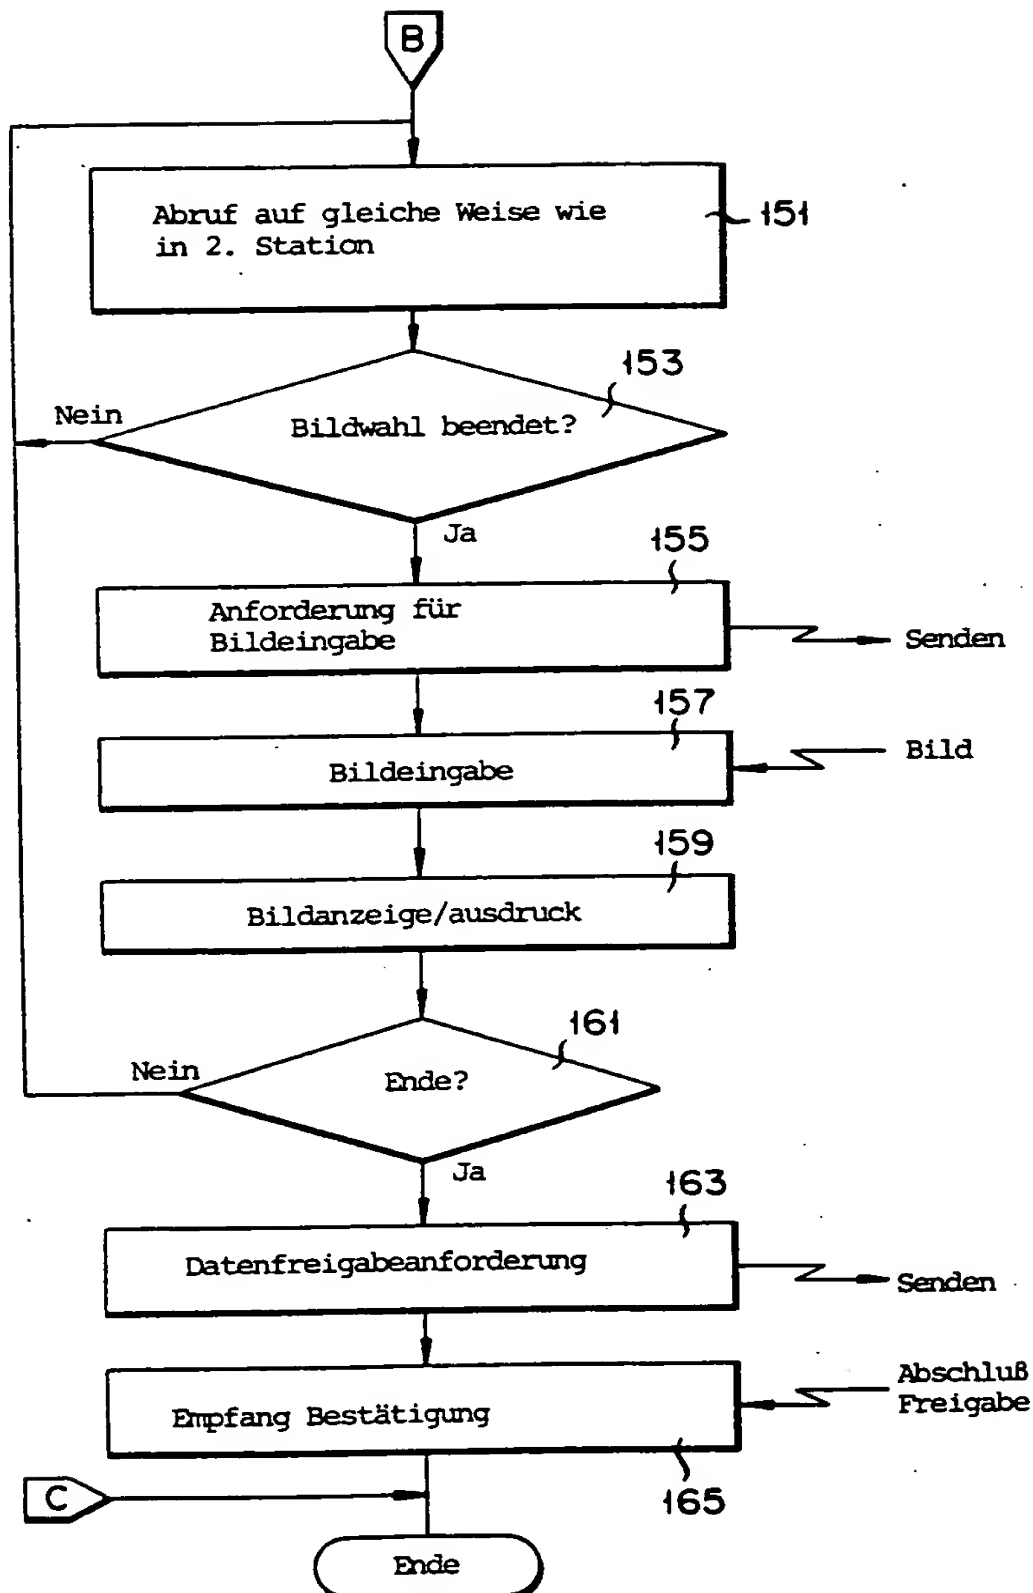 B
Abruf auf gleiche Weise wie
in 2. Station
151
153
Nein
Bildwahl beendet?
Ja
155
Anforderung für
Bildeingabe
Senden
157
Bildeingabe
Bild
159
Bildanzeige/ausdruck
161
Nein
Ende?
Ja
163
Datenfreigabeanforderung
Senden
Abschluß
Freigabe
Empfang Bestätigung
165
C
Ende